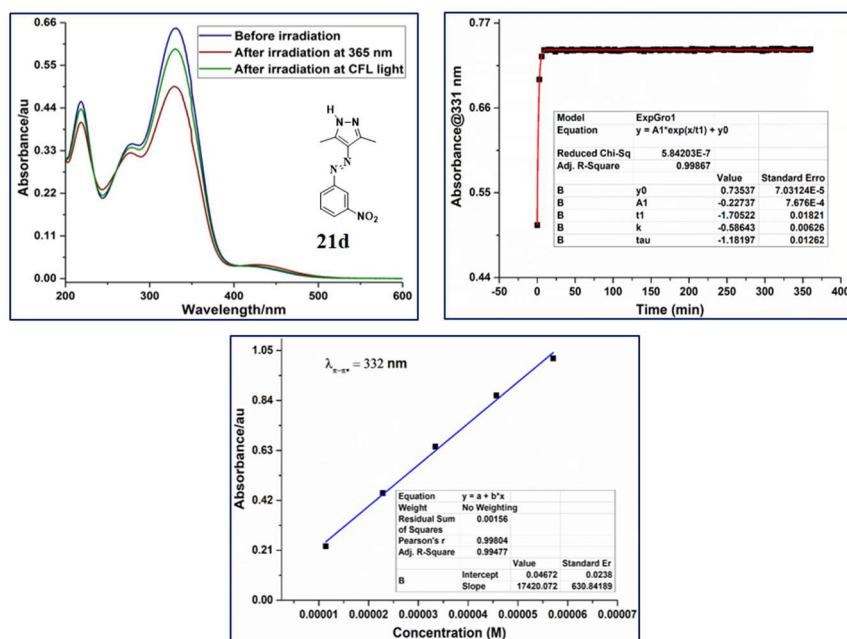 Before irradiation
After irradiation at 365 nm
After irradiation at CFL light
Absorbance/au
0.66
0.55
0.44
0.33
0.22
0.11
0.00
200 300 400 500 600
Wavelength/nm
H
N
N
N
N
NO₂
21d
Absorbance@331 nm
0.77
0.66
0.55
0.44
Model ExpGro1
Equation y = A1*exp(x/t1) + y0
Reduced Chi-Sq 5.84203E-7
Adj. R-Square 0.99867
Value Standard Erro
B y0 0.73537 7.03124E-5
B A1 -0.22737 7.676E-4
B t1 -1.70522 0.01821
B k -0.58643 0.00626
B tau -1.18197 0.01262
-50 0 50 100 150 200 250 300 350 400
Time (min)
λπ-π* = 332 nm
Absorbance/au
1.05
0.84
0.63
0.42
0.21
0.00
Equation y = a + b*x
Weight No Weighting
Residual Sum
of Squares 0.00156
Pearson's r 0.99804
Adj. R-Square 0.99477
Value Standard Er
B Intercept 0.04672 0.0238
Slope 17420.072 630.84189
0.00001 0.00002 0.00003 0.00004 0.00005 0.00006 0.00007
Concentration (M)